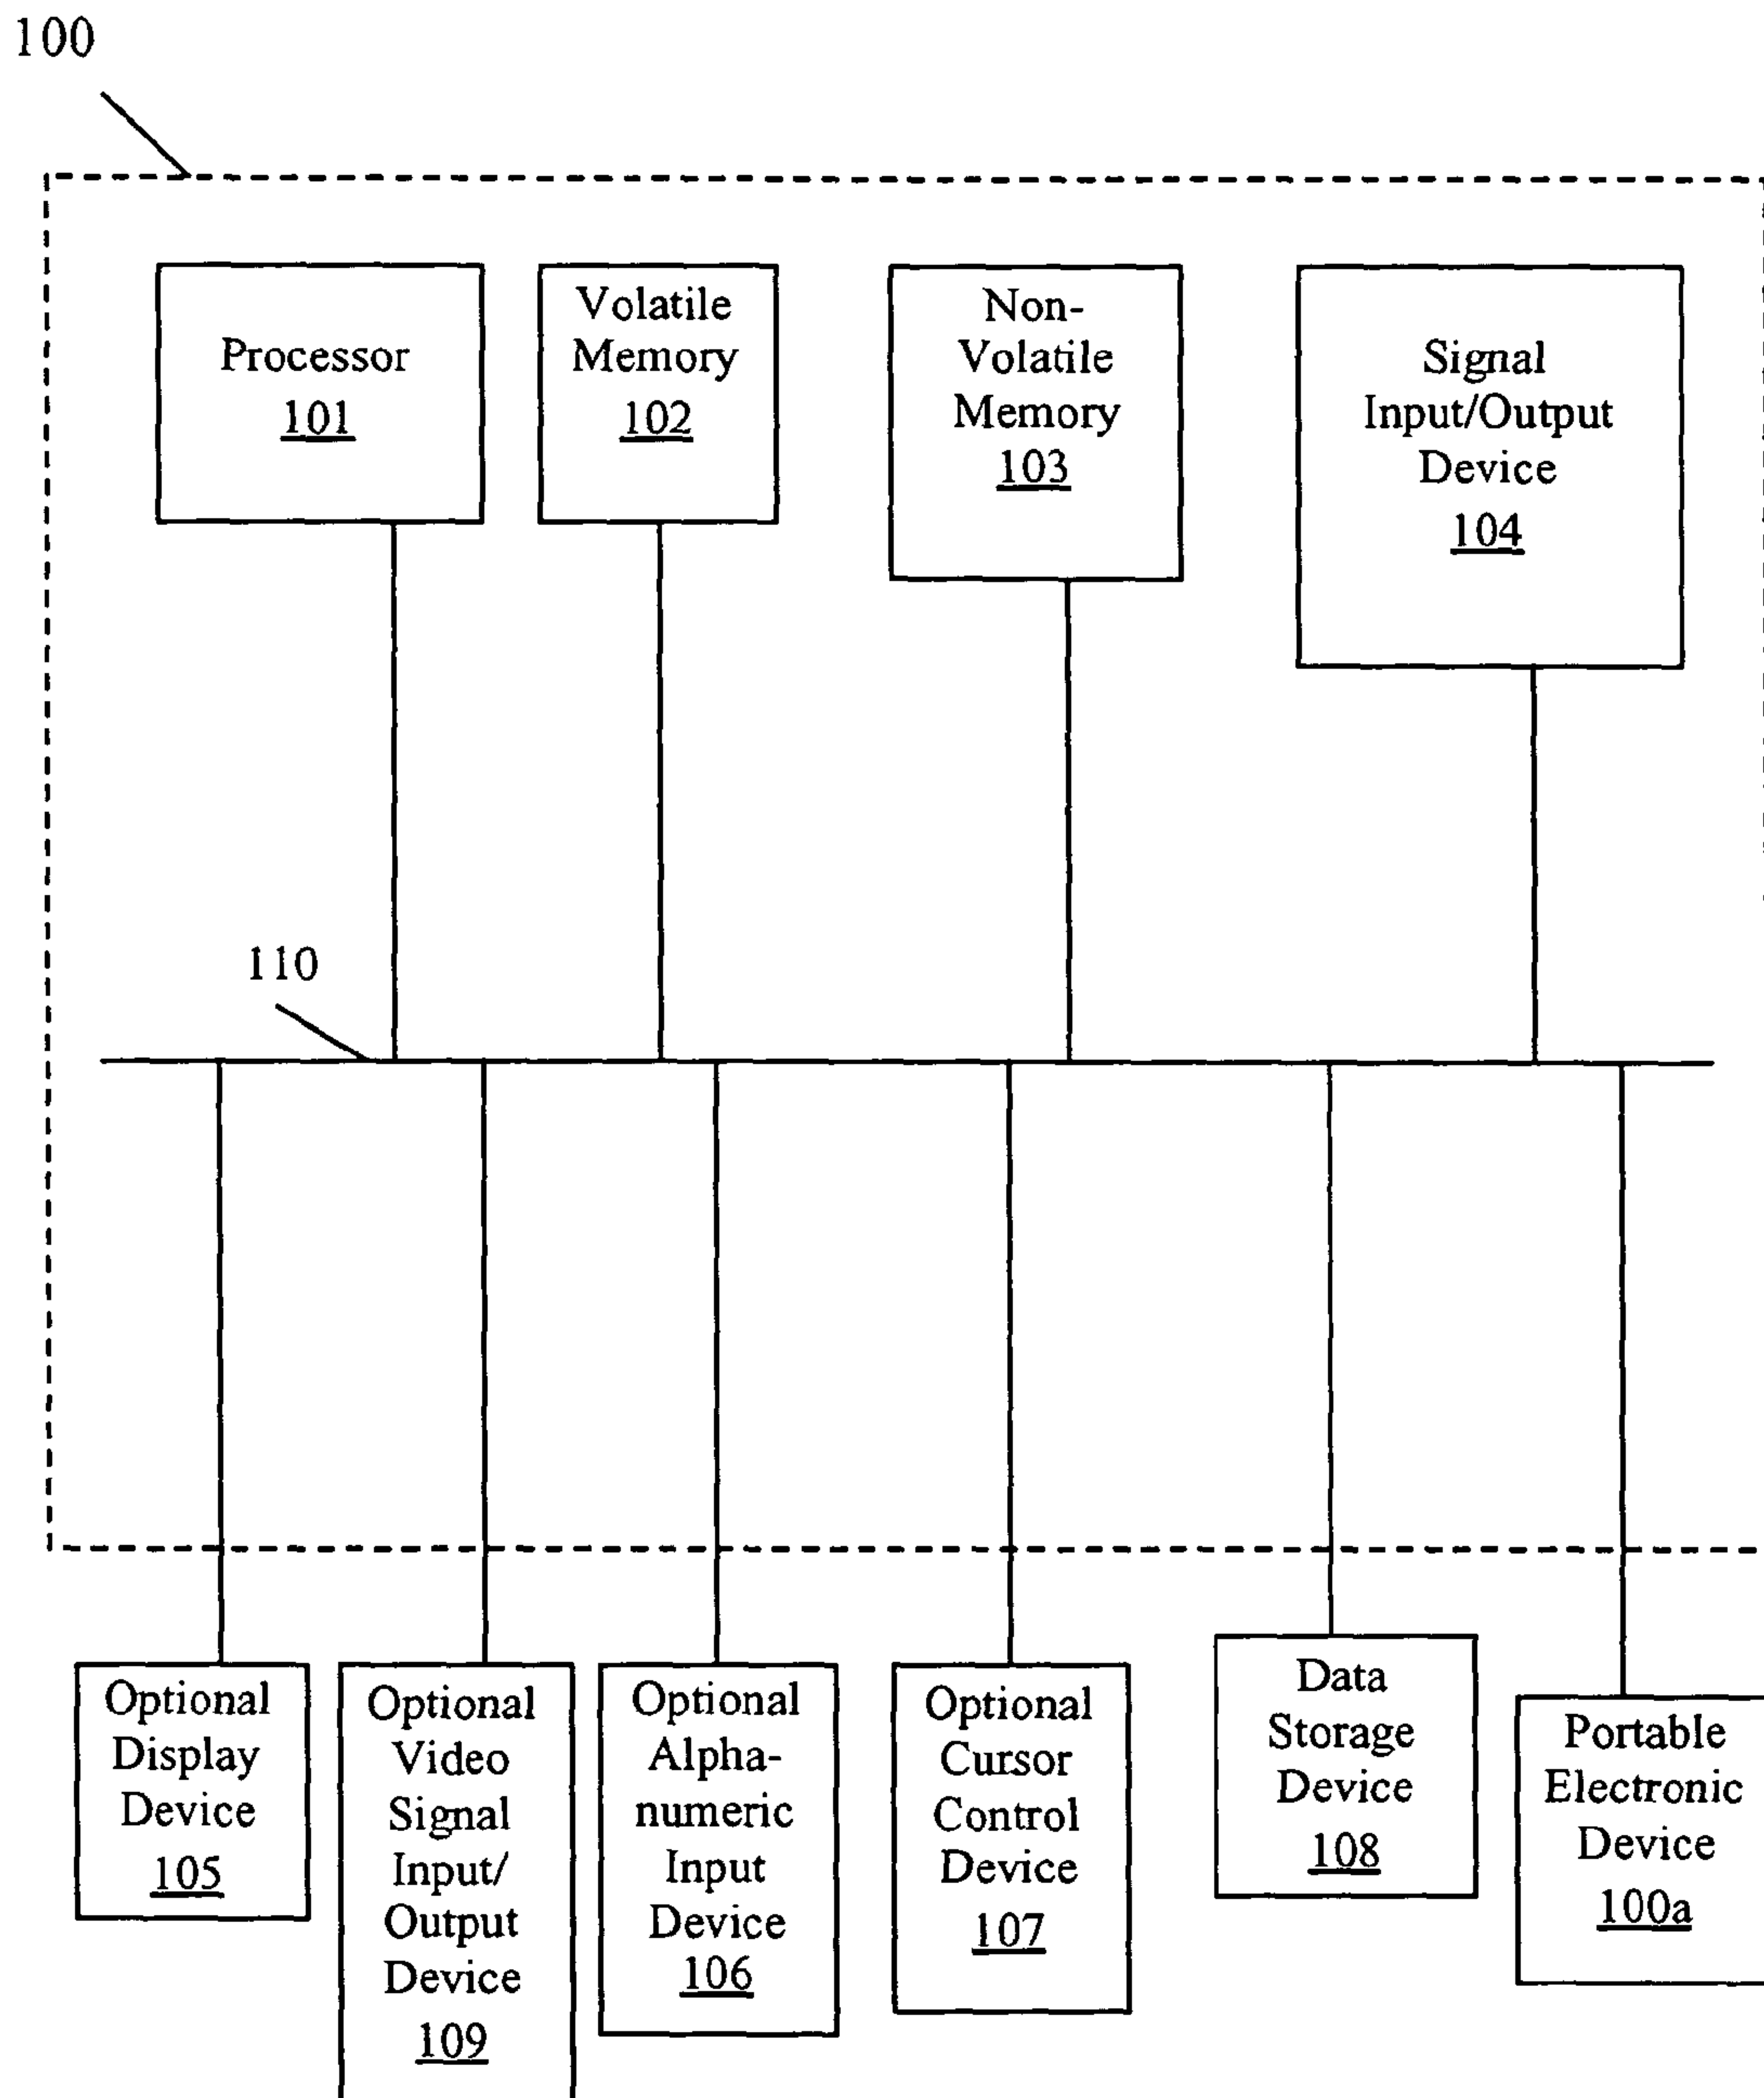 100
Processor
101
Volatile
Memory
102
Non-
Volatile
Memory
103
Signal
Input/Output
Device
104
110
Optional
Display
Device
105
Optional
Video
Signal
Input/
Output
Device
109
Optional
Alpha-
numeric
Input
Device
106
Optional
Cursor
Control
Device
107
Data
Storage
Device
108
Portable
Electronic
Device
100a